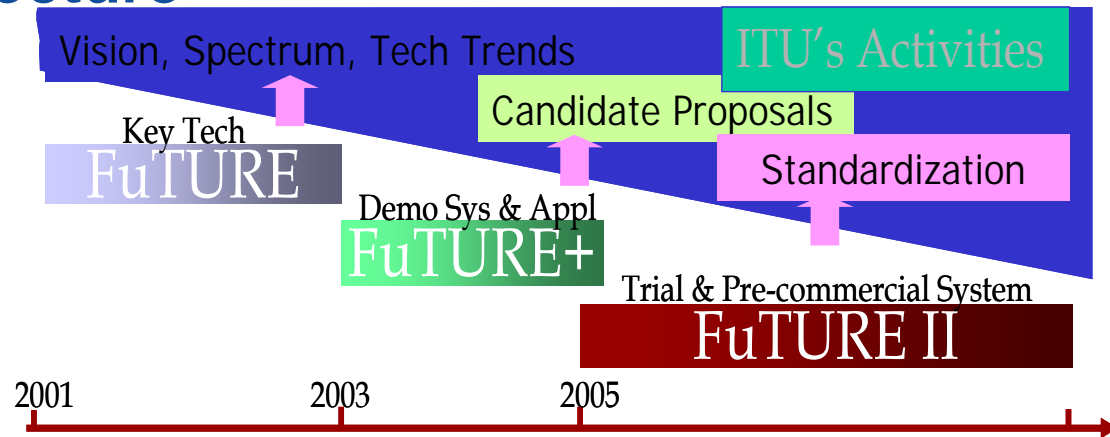 Vision, Spectrum, Tech Trends
ITU's Activities
Candidate Proposals
Key Tech
FuTURE
Standardization
Demo Sys & Appl
FuTURE+
Trial & Pre-commercial System
FuTURE II
2001 2003 2005